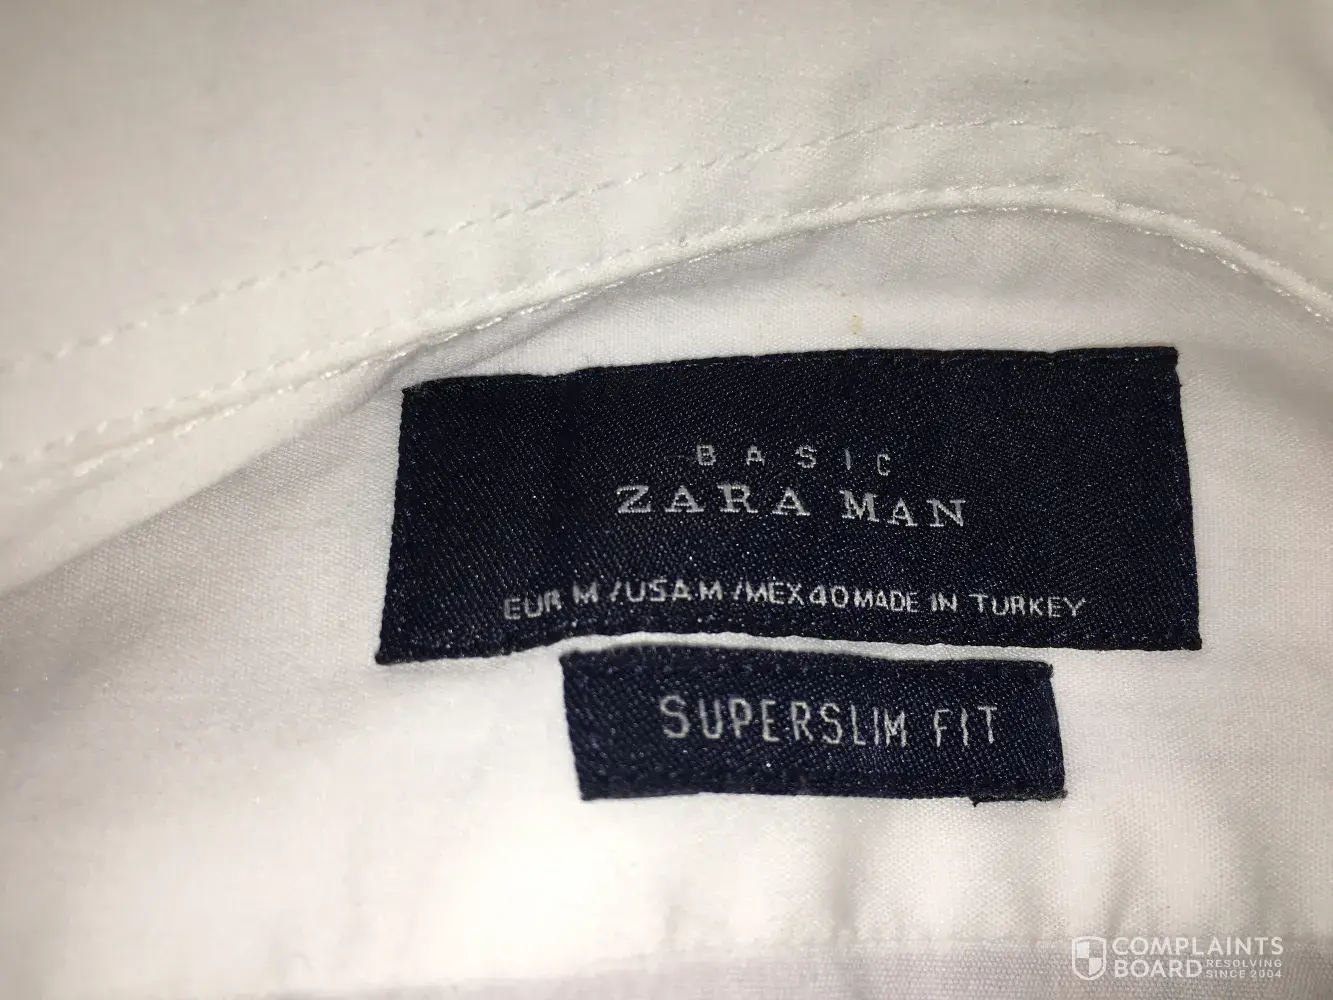 BASIC
ZARA MAN
EUR M /USA M /MEX 40 MADE IN TURKEY
SUPERSLIM FIT
COMPLAINTS
BOARD RESOLVING
SINCE 2004